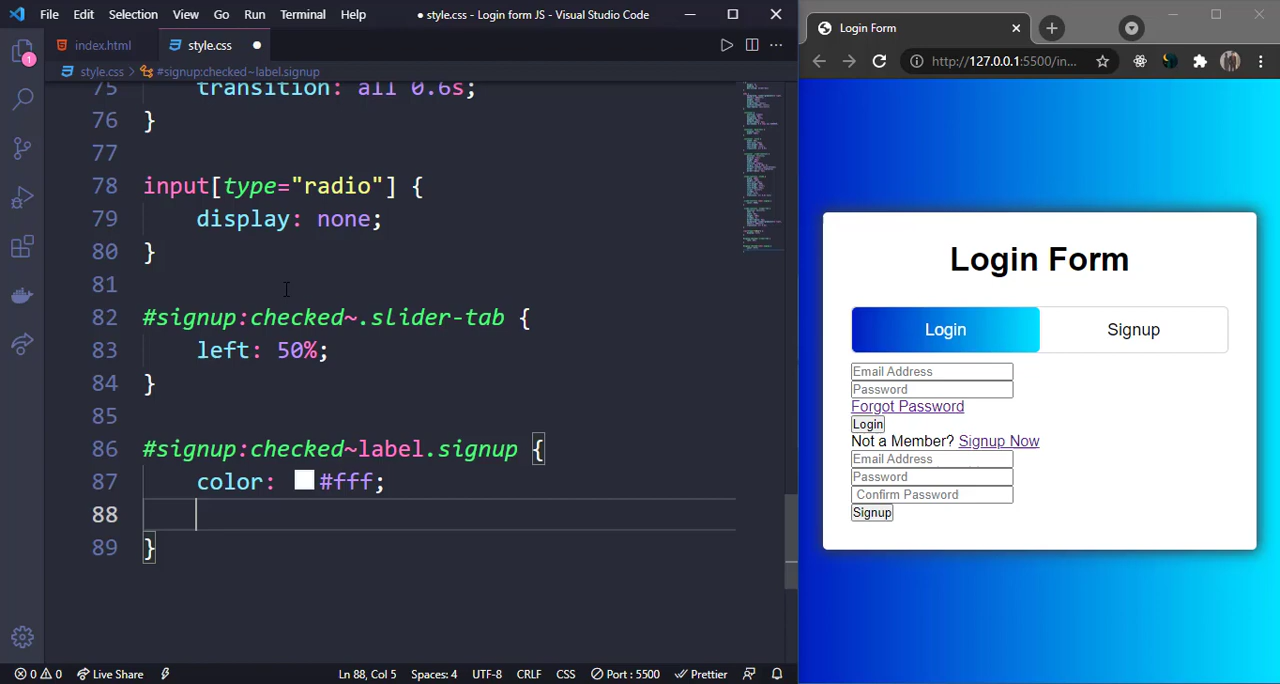 File Edit Selection View Go Run Terminal Help ● style.css - Login form JS - Visual Studio Code
index.html style.css ●
style.css > #signup:checked~label.signup
1
75 transition: all 0.6s;
76 }
77
78 input[type="radio"] {
79 display: none;
80 }
81
82 #signup:checked~.slider-tab {
83 left: 50%;
84 }
85
86 #signup:checked~label.signup {
87 color: #fff;
88
89 }
0 0 Live Share Ln 88, Col 5 Spaces: 4 UTF-8 CRLF CSS Port : 5500 Prettier
Login Form
http://127.0.0.1:5500/in...
Login Form
Login Signup
Email Address
Password
Forgot Password
Login
Not a Member? Signup Now
Email Address
Password
Confirm Password
Signup